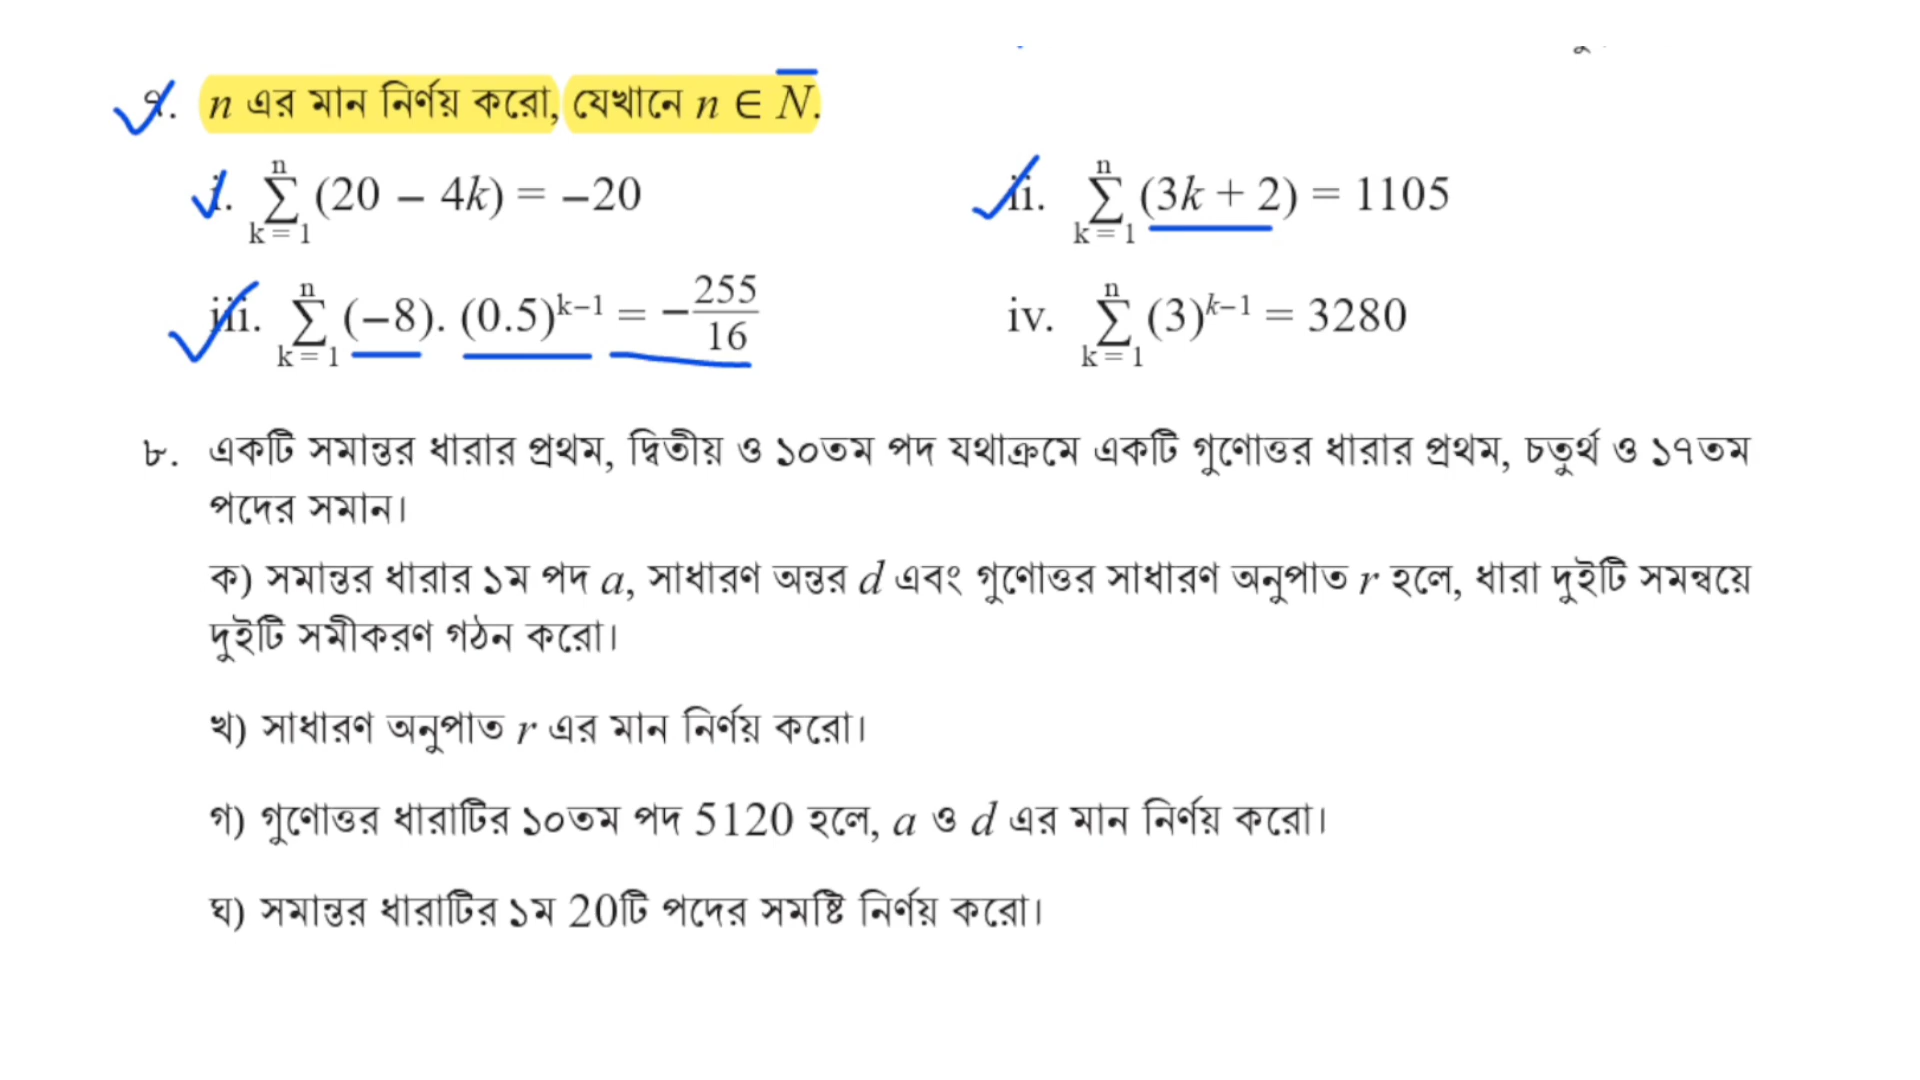 ৭. n এর মান নির্ণয় করো, যেখানে n ∈ N.
i. ∑_{k=1}^{n} (20 – 4k) = –20 ii. ∑_{k=1}^{n} (3k + 2) = 1105
iii. ∑_{k=1}^{n} (–8). (0.5)^{k–1} = –255/16 iv. ∑_{k=1}^{n} (3)^{k–1} = 3280
৮. একটি সমান্তর ধারার প্রথম, দ্বিতীয় ও ১০তম পদ যথাক্রমে একটি গুণোত্তর ধারার প্রথম, চতুর্থ ও ১৭তম
পদের সমান।
ক) সমান্তর ধারার ১ম পদ a, সাধারণ অন্তর d এবং গুণোত্তর সাধারণ অনুপাত r হলে, ধারা দুইটি সমন্বয়ে
দুইটি সমীকরণ গঠন করো।
খ) সাধারণ অনুপাত r এর মান নির্ণয় করো।
গ) গুণোত্তর ধারাটির ১০তম পদ 5120 হলে, a ও d এর মান নির্ণয় করো।
ঘ) সমান্তর ধারাটির ১ম 20টি পদের সমষ্টি নির্ণয় করো।